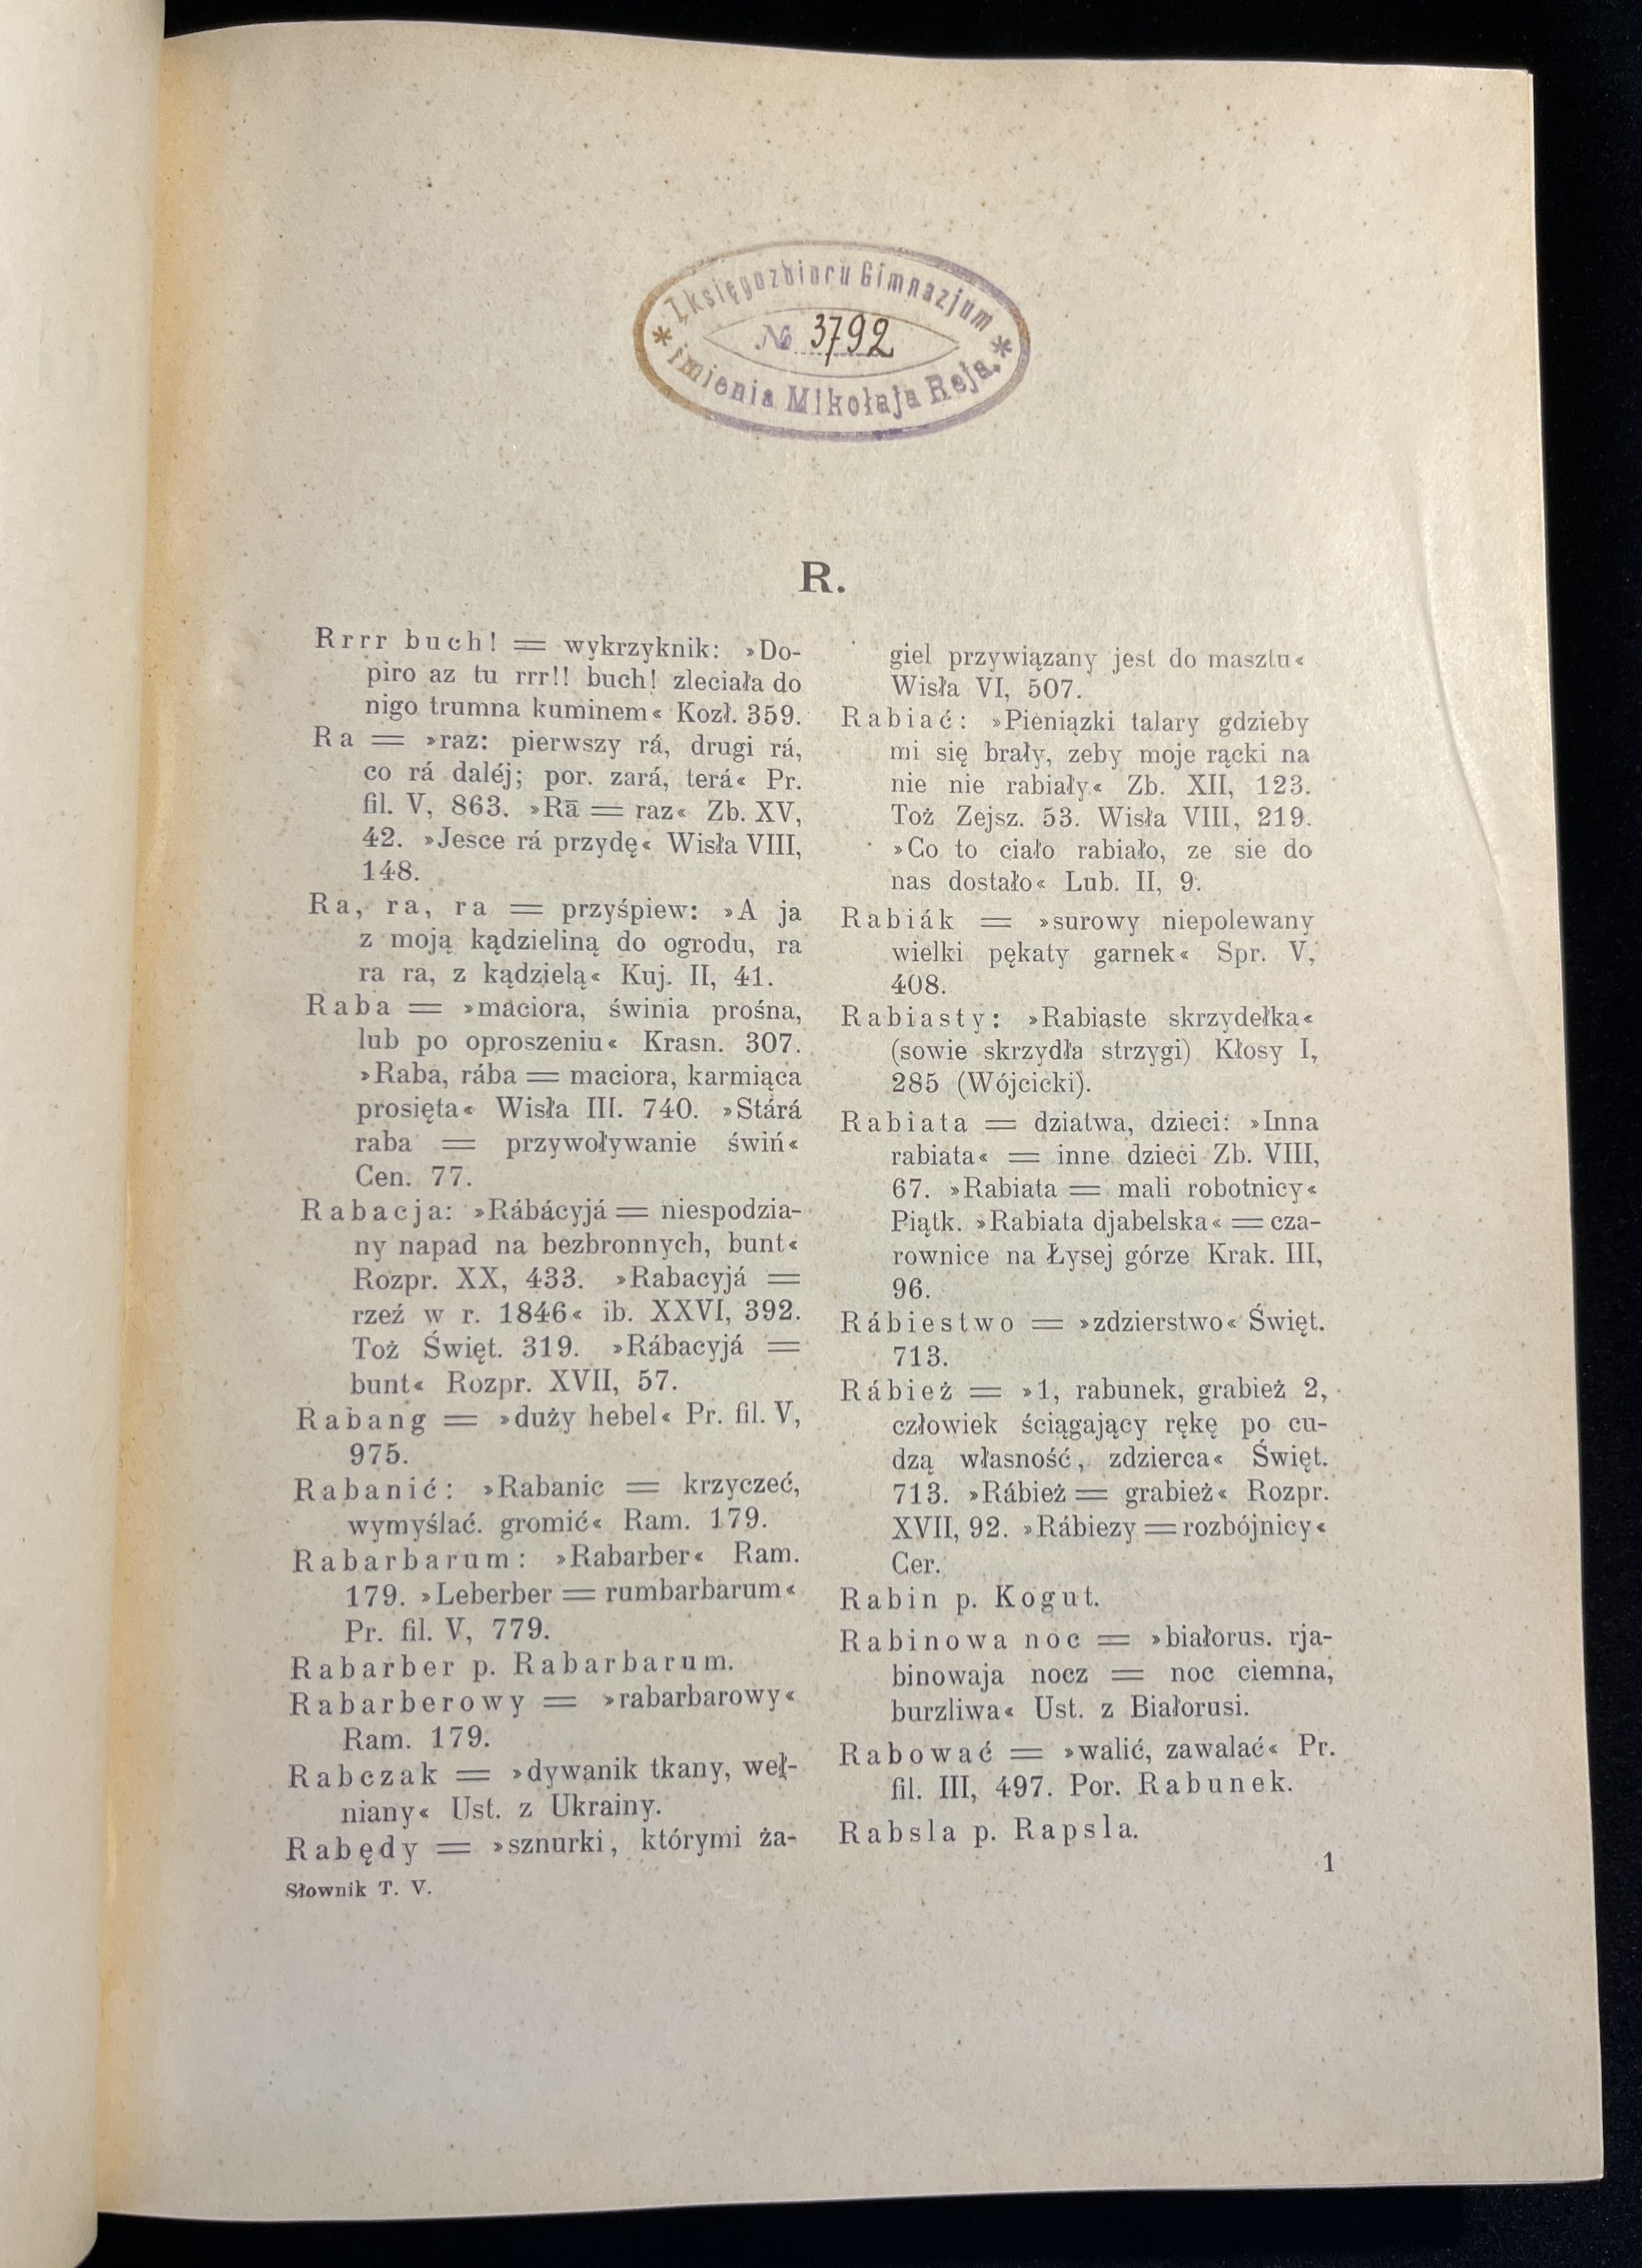 Z księgozbioru Gimnazjum
№ 3792
imienia Mikołaja Reja.
R.
Rrrr buch! = wykrzyknik: »Do-
piro az tu rrr!! buch! zleciała do
nigo trumna kuminem« Kozł. 359.
Ra = »raz: pierwszy rá, drugi rá,
co rá daléj; por. zará, terá« Pr.
fil. V, 863. »Rā = raz« Zb. XV,
42. »Jesce rá przydę« Wisła VIII,
148.
Ra, ra, ra = przyśpiew: »A ja
z moją kądzieliną do ogrodu, ra
ra ra, z kądzielą« Kuj. II, 41.
Raba = »maciora, świnia prośna,
lub po oproszeniu« Krasn. 307.
»Raba, rába = maciora, karmiąca
prosięta« Wisła III. 740. »Stárá
raba = przywoływanie świń«
Cen. 77.
Rabacja: »Rábácyjá = niespodzia-
ny napad na bezbronnych, bunt«
Rozpr. XX, 433. »Rabacyjá =
rzeź w r. 1846« ib. XXVI, 392.
Toż Święt. 319. »Rábacyjá =
bunt« Rozpr. XVII, 57.
Rabang = »duży hebel« Pr. fil. V,
975.
Rabanić: »Rabanic = krzyczeć,
wymyślać. gromić« Ram. 179.
Rabarbarum: »Rabarber« Ram.
179. »Leberber = rumbarbarum«
Pr. fil. V, 779.
Rabarber p. Rabarbarum.
Rabarberowy = »rabarbarowy«
Ram. 179.
Rabczak = »dywanik tkany, weł-
niany« Ust. z Ukrainy.
Rabędy = »sznurki, którymi ża-
Słownik T. V.
giel przywiązany jest do masztu«
Wisła VI, 507.
Rabiać: »Pieniązki talary gdzieby
mi się brały, zeby moje rącki na
nie nie rabiały« Zb. XII, 123.
Toż Zejsz. 53. Wisła VIII, 219.
»Co to ciało rabiało, ze sie do
nas dostało« Lub. II, 9.
Rabiák = »surowy niepolewany
wielki pękaty garnek« Spr. V,
408.
Rabiasty: »Rabiaste skrzydełka«
(sowie skrzydła strzygi) Kłosy I,
285 (Wójcicki).
Rabiata = dziatwa, dzieci: »Inna
rabiata« = inne dzieci Zb. VIII,
67. »Rabiata = mali robotnicy«
Piątk. »Rabiata djabelska« = cza-
rownice na Łysej górze Krak. III,
96.
Rábiestwo = »zdzierstwo« Święt.
713.
Rábież = »1, rabunek, grabież 2,
człowiek ściągający rękę po cu-
dzą własność, zdzierca« Święt.
713. »Rábież = grabież« Rozpr.
XVII, 92. »Rábiezy = rozbójnicy«
Cer.
Rabin p. Kogut.
Rabinowa noc = »białorus. rja-
binowaja nocz = noc ciemna,
burzliwa« Ust. z Białorusi.
Rabować = »walić, zawalać« Pr.
fil. III, 497. Por. Rabunek.
Rabsla p. Rapsla.
1